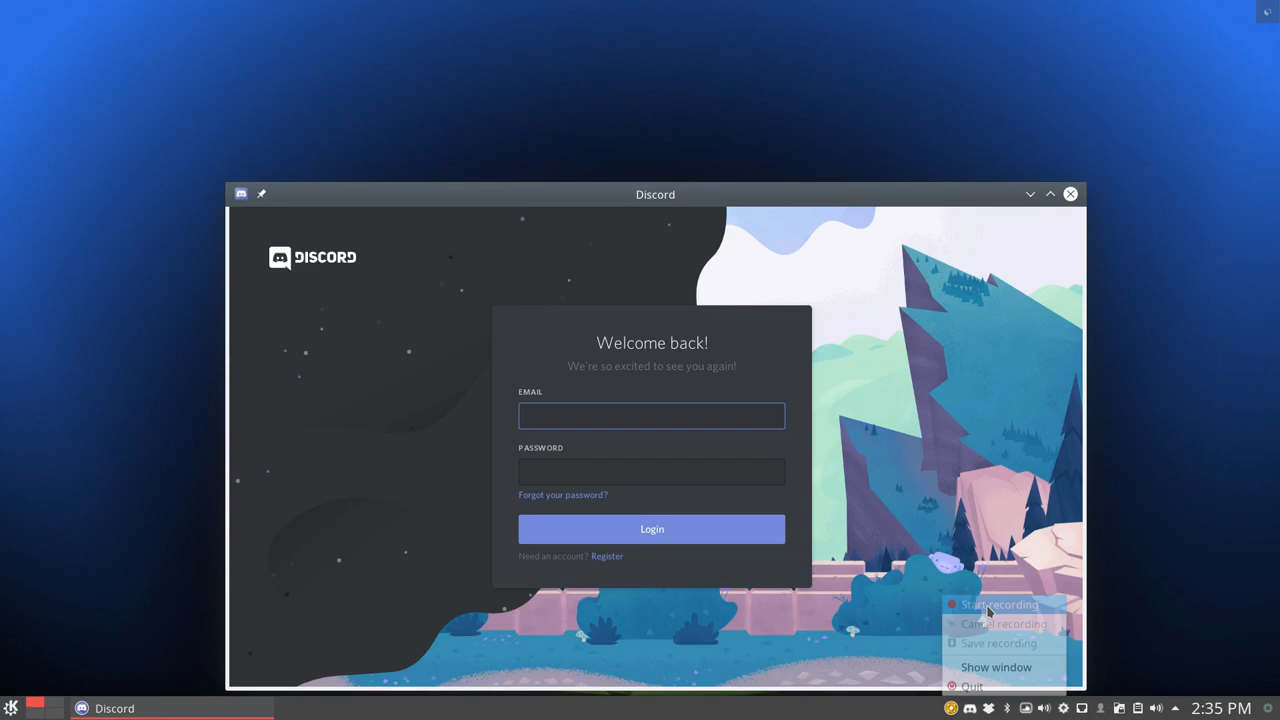 Discord
DISCORD
Welcome back!
We're so excited to see you again!
EMAIL
PASSWORD
Forgot your password?
Login
Need an account? Register
Start recording
Cancel recording
Save recording
Show window
Quit
Discord
2:35 PM